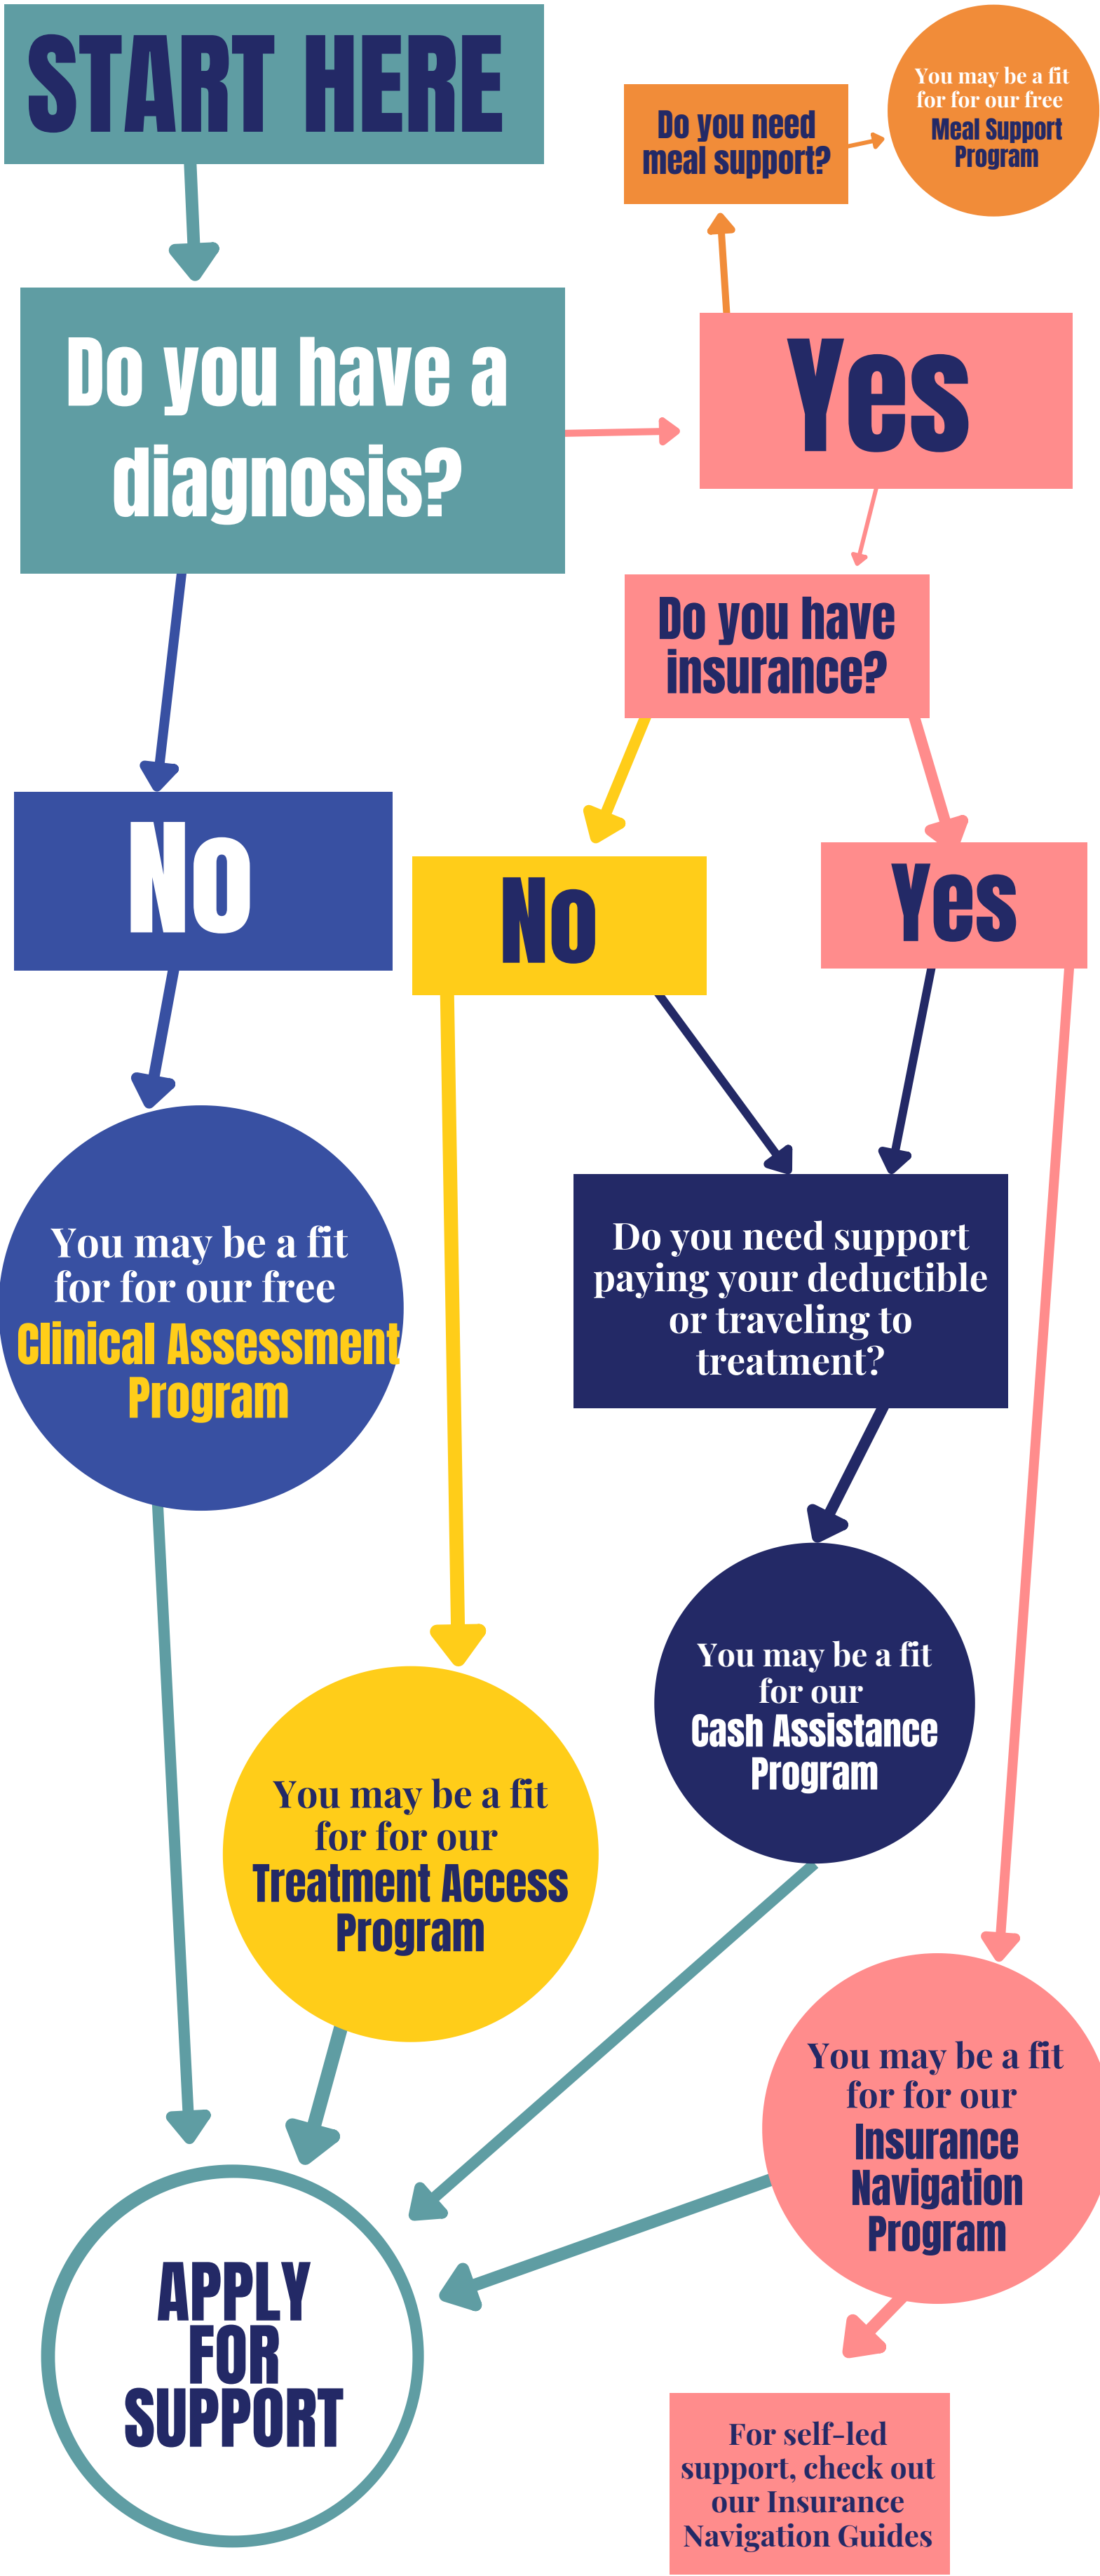 START HERE
Do you need
meal support?
You may be a fit
for for our free
Meal Support
Program
Do you have a
diagnosis?
Yes
Do you have
insurance?
No
No
Yes
You may be a fit
for for our free
Clinical Assessment
Program
Do you need support
paying your deductible
or traveling to
treatment?
You may be a fit
for our
Cash Assistance
Program
You may be a fit
for for our
Treatment Access
Program
You may be a fit
for for our
Insurance
Navigation
Program
APPLY
FOR
SUPPORT
For self-led
support, check out
our Insurance
Navigation Guides